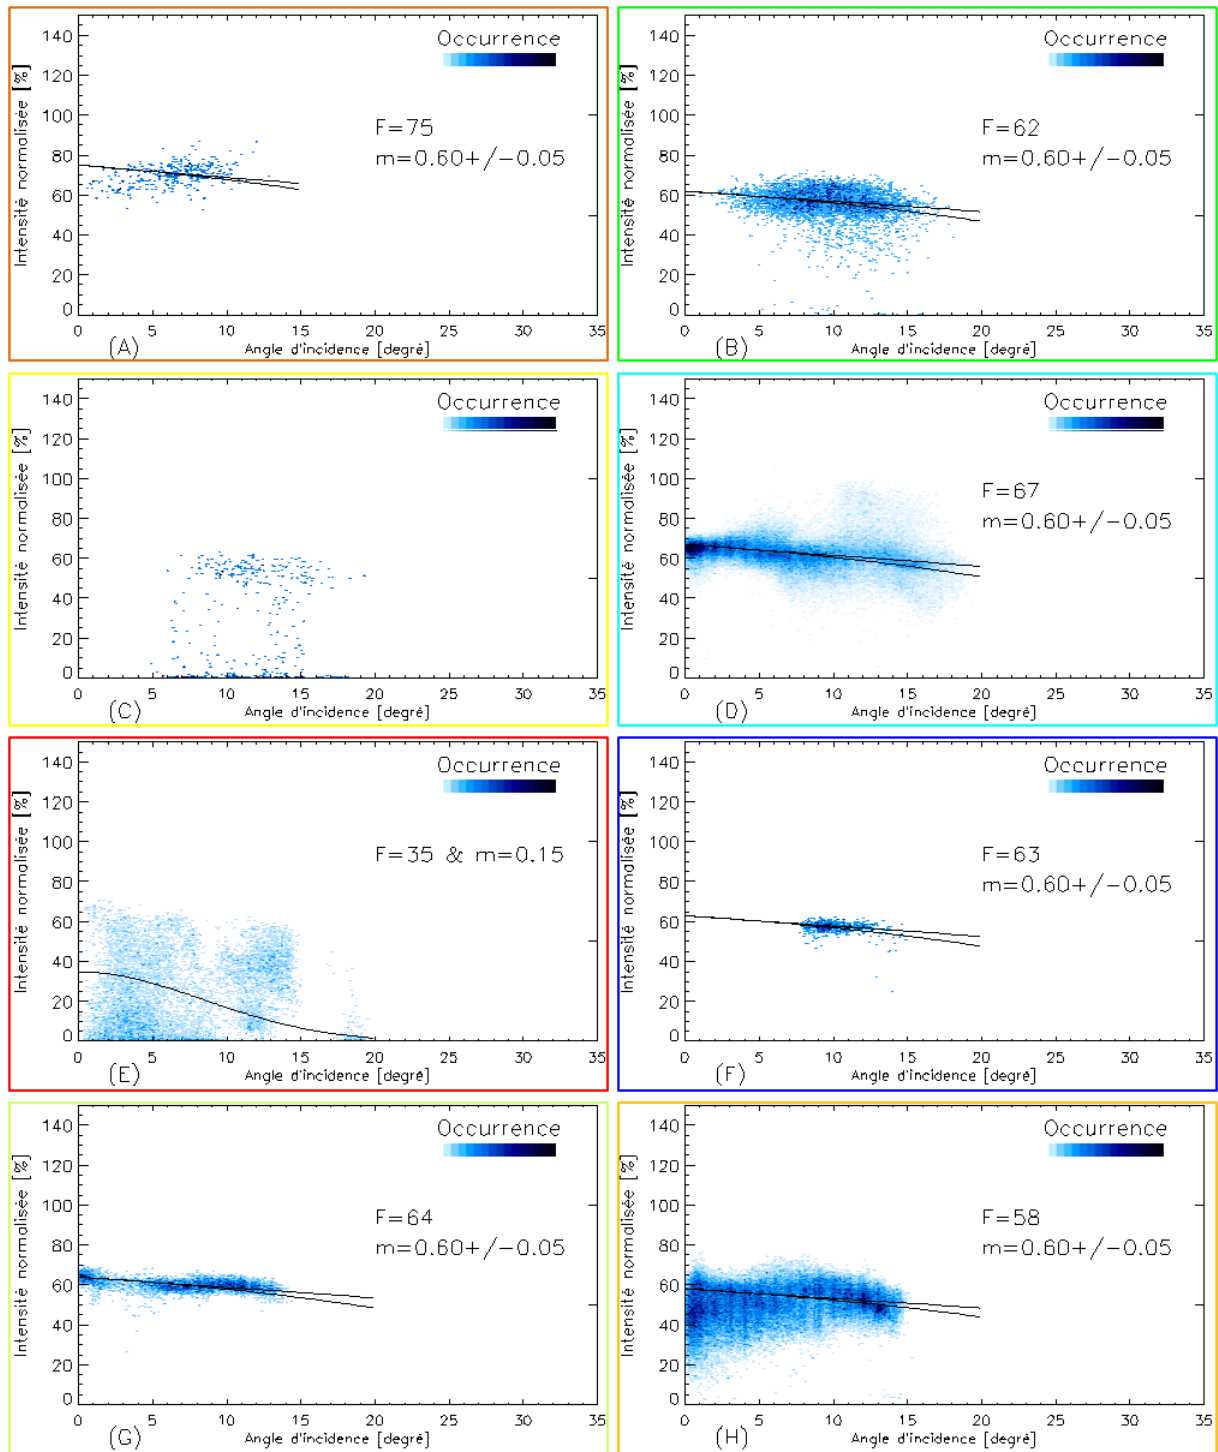 Occurrence
F=75
m=0.60+/-0.05
Intensité normalisée [%]
140
120
100
80
60
40
20
0
0 5 10 15 20 25 30 35
Angle d'incidence [degré]
(A)
Occurrence
F=62
m=0.60+/-0.05
Intensité normalisée [%]
140
120
100
80
60
40
20
0
0 5 10 15 20 25 30 35
Angle d'incidence [degré]
(B)
Occurrence
Intensité normalisée [%]
140
120
100
80
60
40
20
0
0 5 10 15 20 25 30 35
Angle d'incidence [degré]
(C)
Occurrence
F=67
m=0.60+/-0.05
Intensité normalisée [%]
140
120
100
80
60
40
20
0
0 5 10 15 20 25 30 35
Angle d'incidence [degré]
(D)
Occurrence
F=35 & m=0.15
Intensité normalisée [%]
140
120
100
80
60
40
20
0
0 5 10 15 20 25 30 35
Angle d'incidence [degré]
(E)
Occurrence
F=63
m=0.60+/-0.05
Intensité normalisée [%]
140
120
100
80
60
40
20
0
0 5 10 15 20 25 30 35
Angle d'incidence [degré]
(F)
Occurrence
F=64
m=0.60+/-0.05
Intensité normalisée [%]
140
120
100
80
60
40
20
0
0 5 10 15 20 25 30 35
Angle d'incidence [degré]
(G)
Occurrence
F=58
m=0.60+/-0.05
Intensité normalisée [%]
140
120
100
80
60
40
20
0
0 5 10 15 20 25 30 35
Angle d'incidence [degré]
(H)